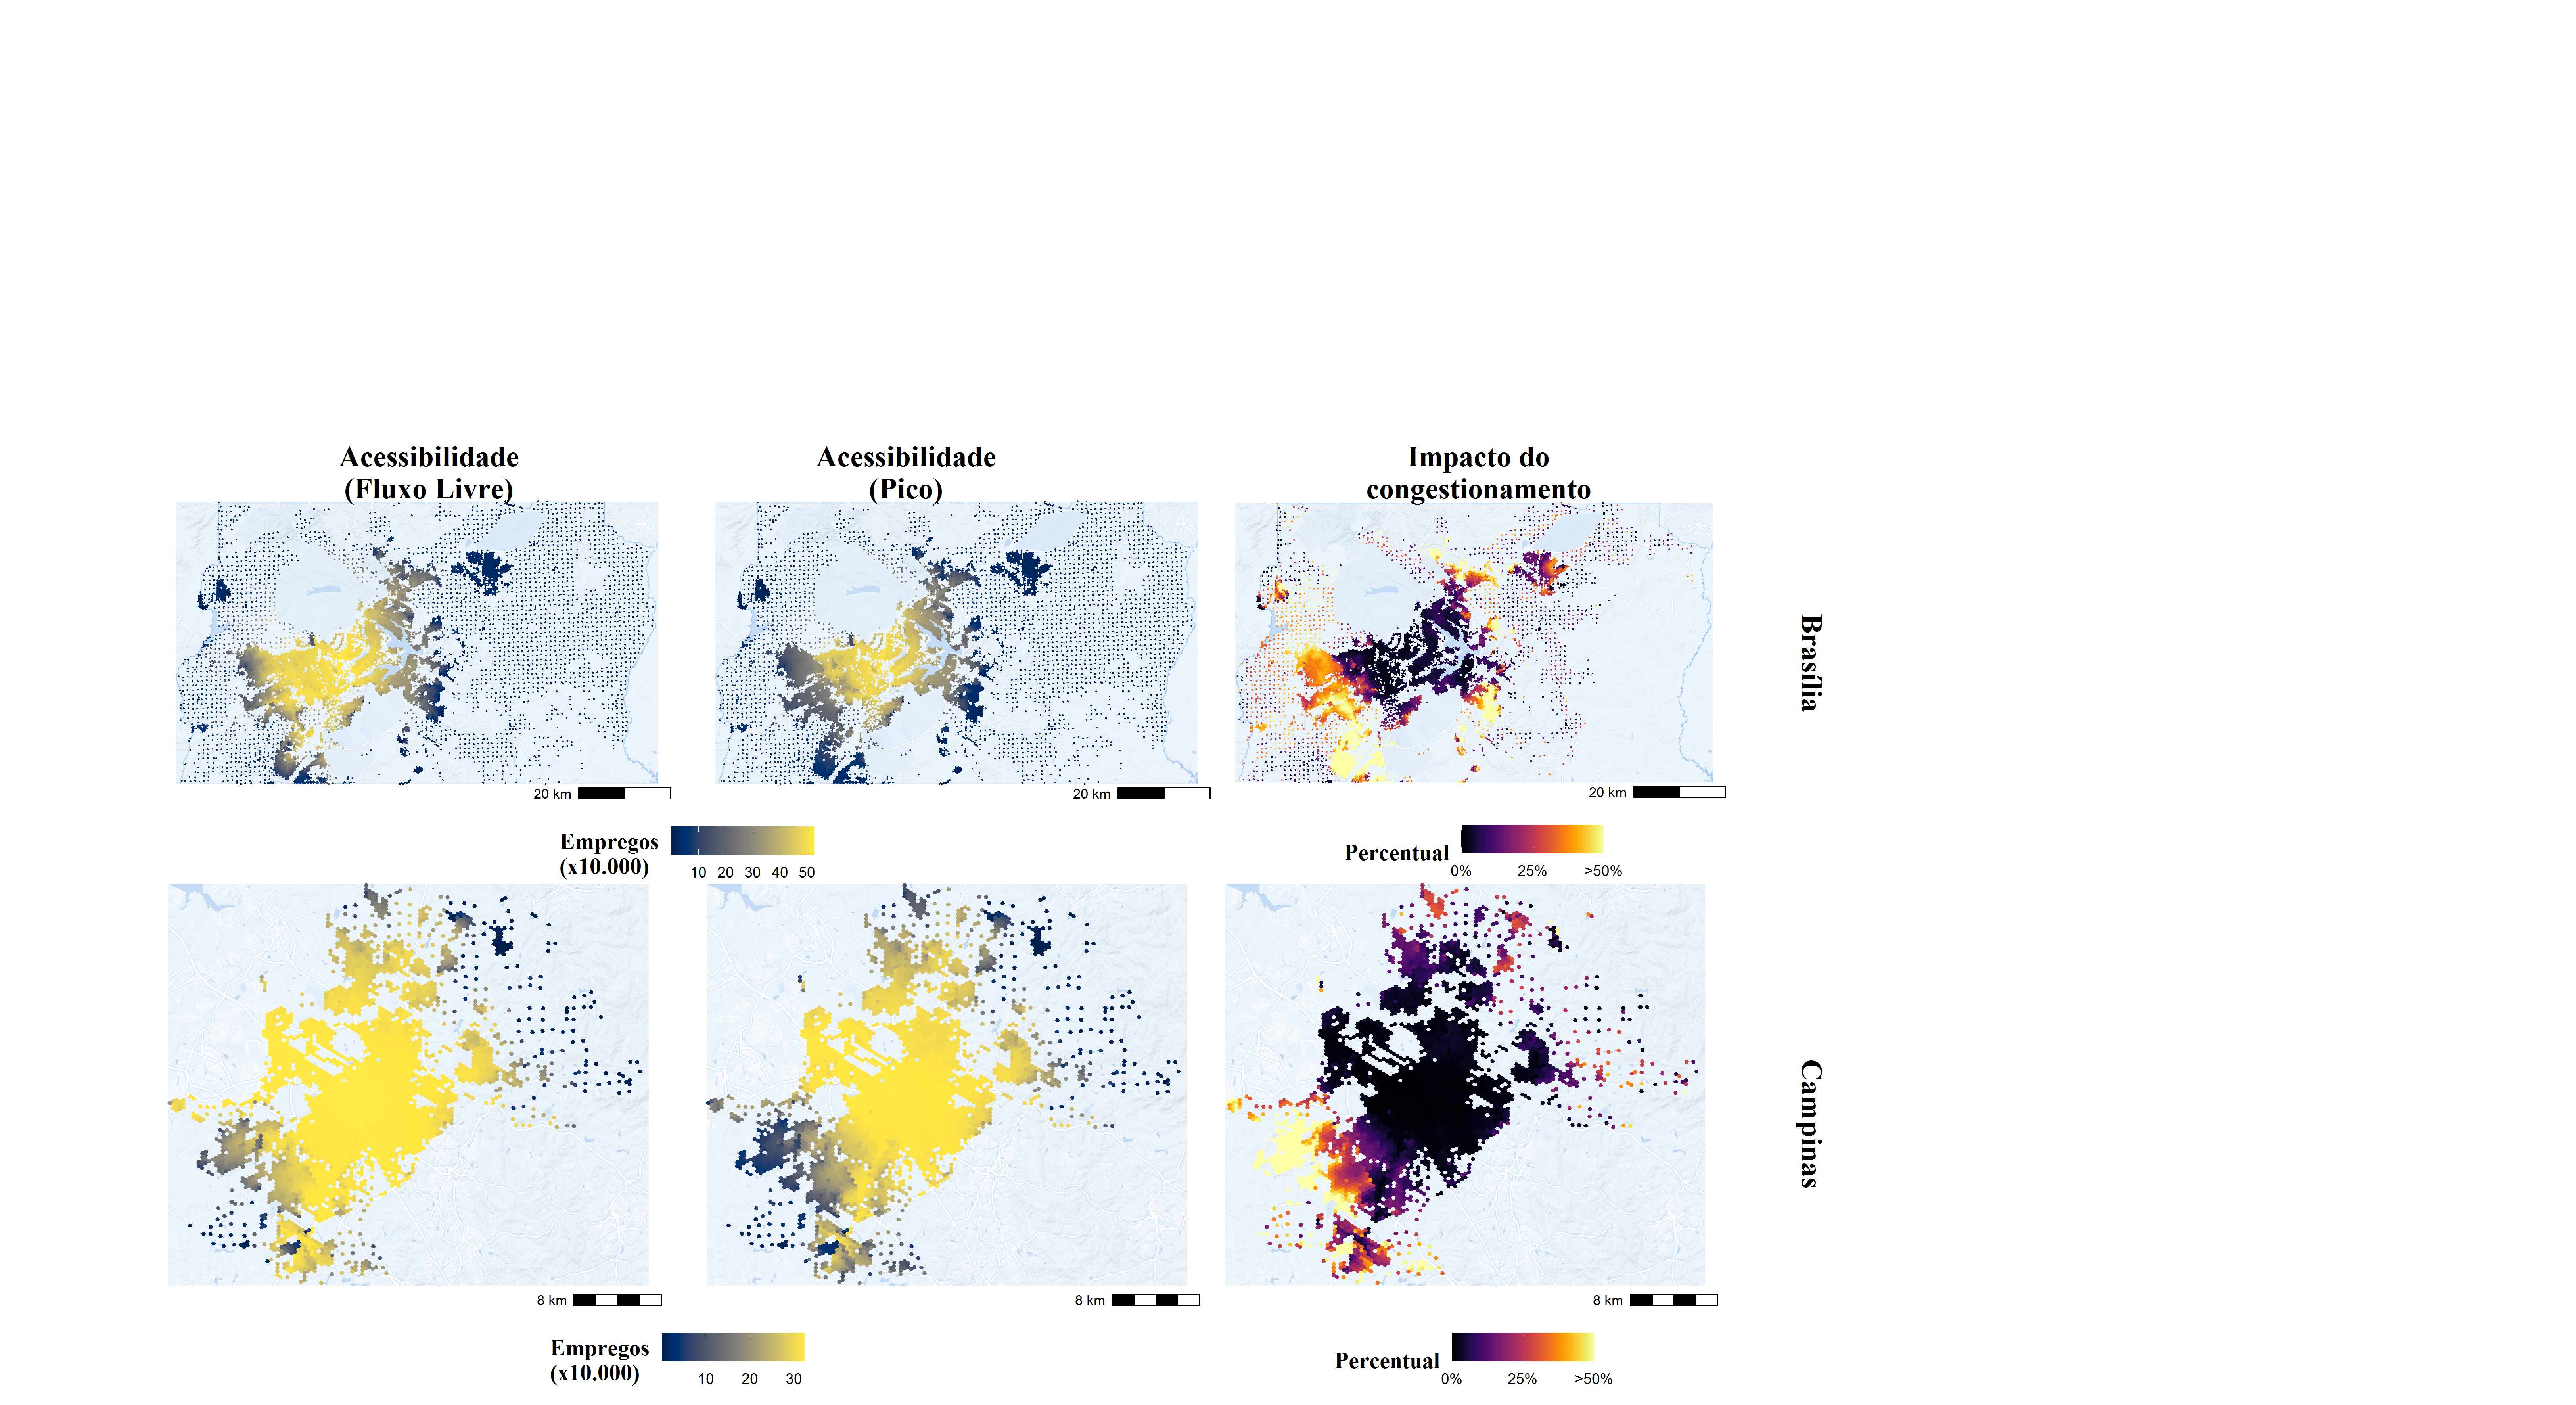 Acessibilidade
(Fluxo Livre)
Acessibilidade
(Pico)
Impacto do
congestionamento
Brasília
20 km
20 km
20 km
Empregos
(x10.000)
10 20 30 40 50
Percentual
0% 25% >50%
Campinas
8 km
8 km
8 km
Empregos
(x10.000)
10 20 30
Percentual
0% 25% >50%